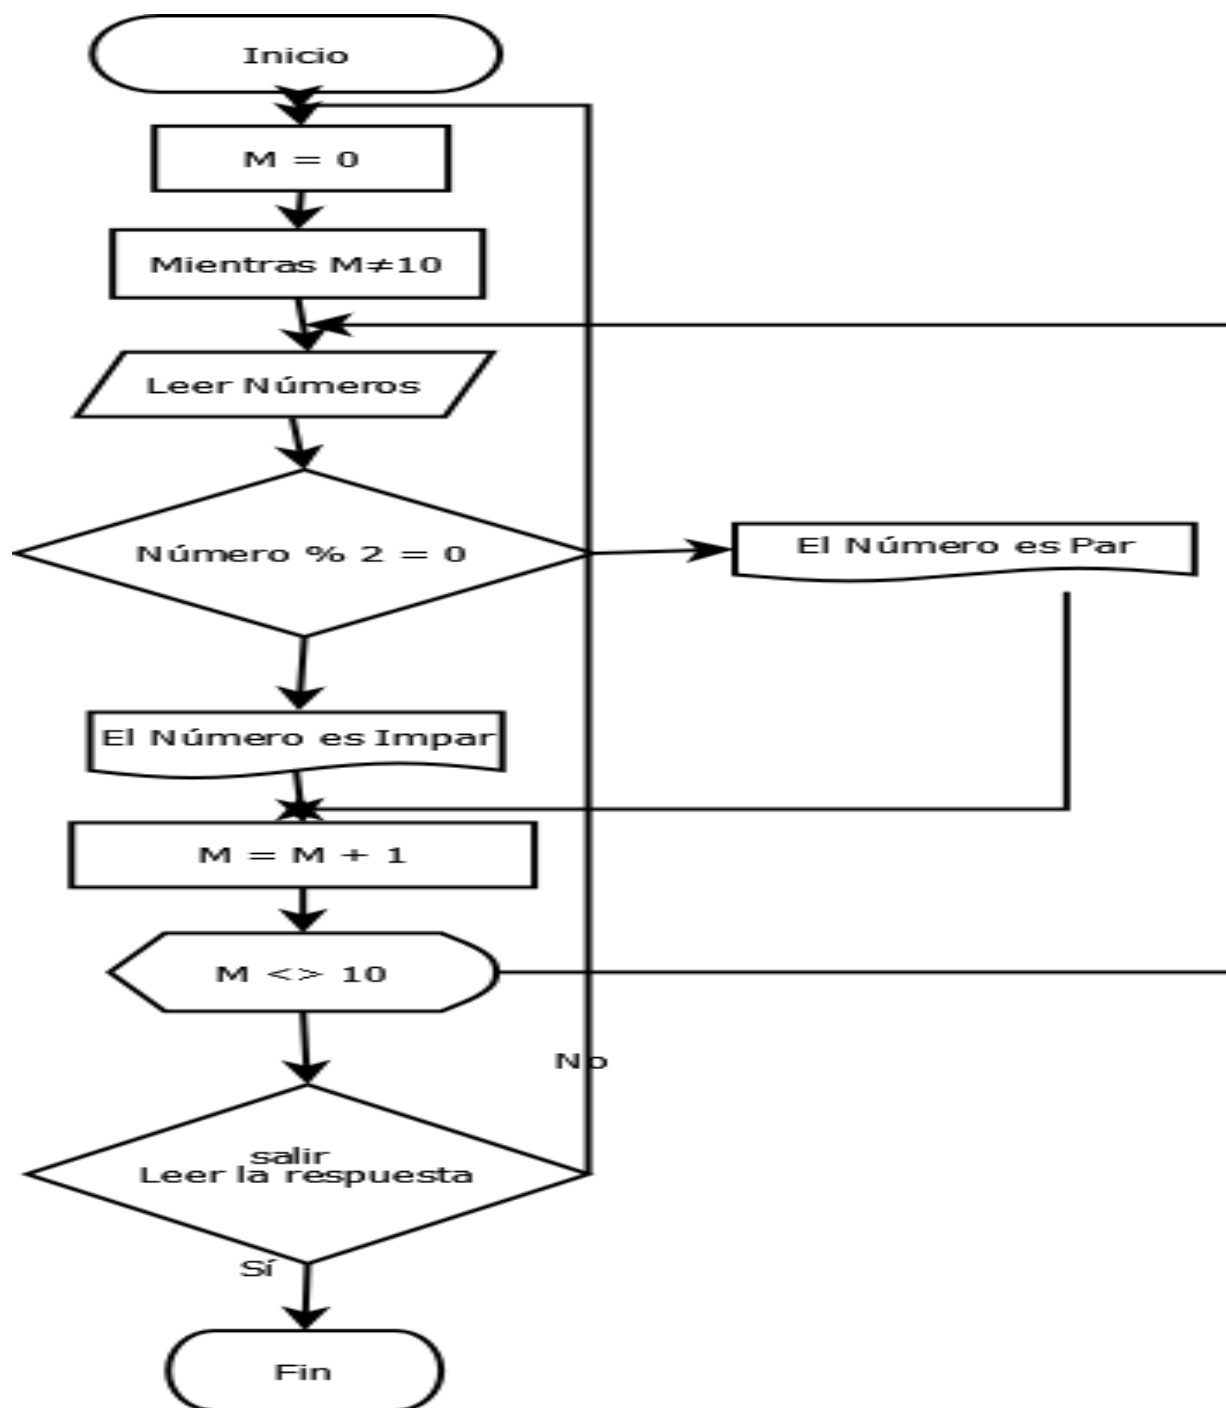 Inicio
M = 0
Mientras M≠10
Leer Números
Número % 2 = 0
El Número es Par
El Número es Impar
M = M + 1
M <> 10
No
salir
Leer la respuesta
Sí
Fin